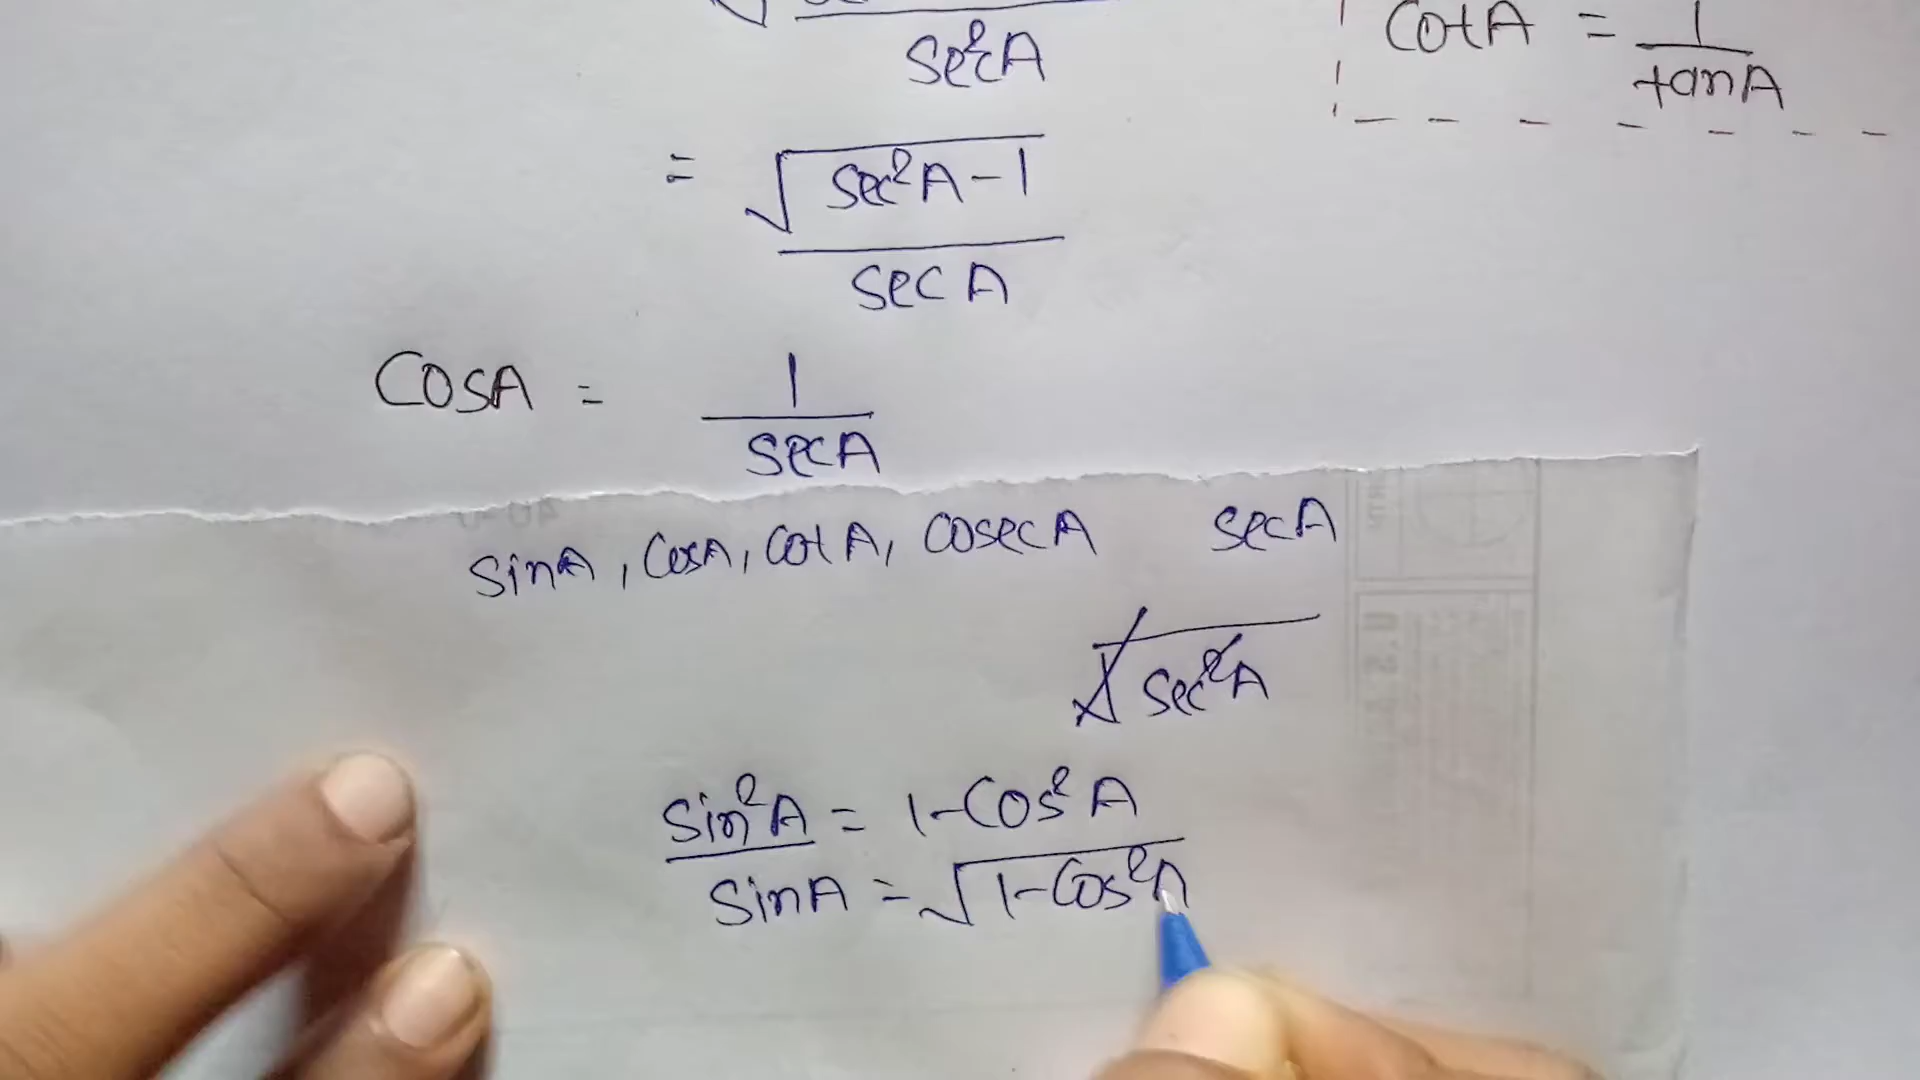 sec²A
cotA = 1/tanA
= √(sec²A - 1)
sec A
COSA = 1/secA
sinA, cosA, cotA, cosecA secA
√sec²A
sin²A = 1-cos²A
sinA = √1-cos²A